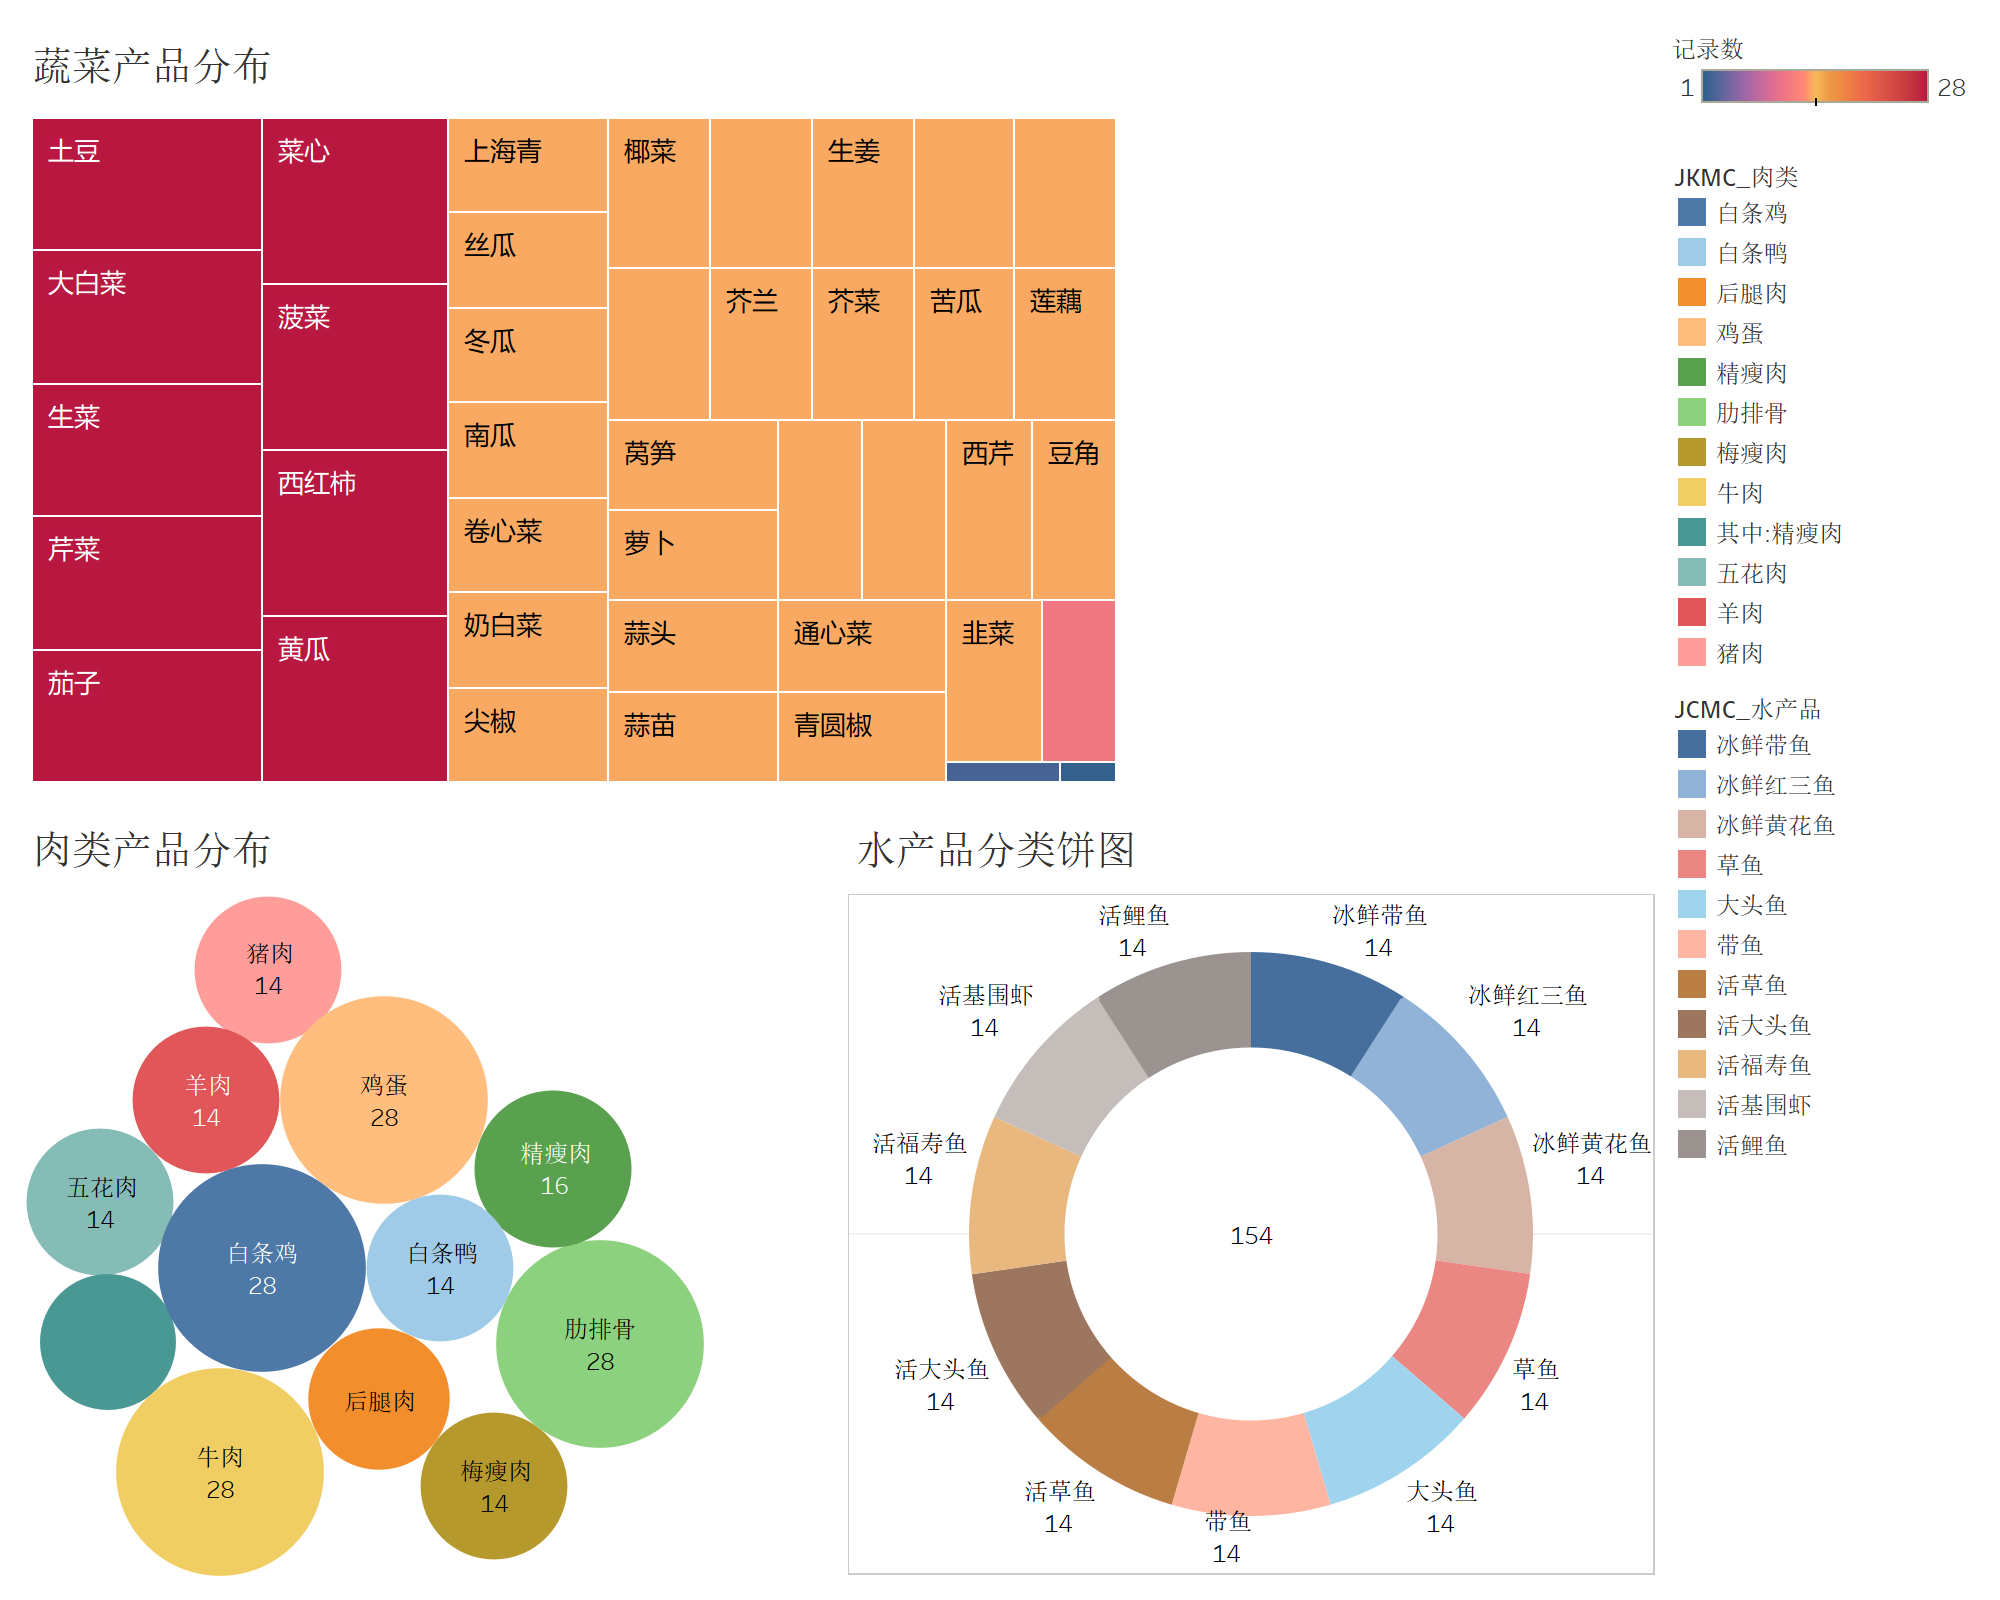 蔬菜产品分布
土豆
大白菜
生菜
芹菜
茄子
菜心
菠菜
西红柿
黄瓜
上海青
丝瓜
冬瓜
南瓜
卷心菜
奶白菜
尖椒
椰菜
生姜
芥兰
芥菜
苦瓜
莲藕
莴笋
萝卜
西芹
豆角
蒜头
通心菜
韭菜
蒜苗
青圆椒
记录数
1
28
JKMC_肉类
白条鸡
白条鸭
后腿肉
鸡蛋
精瘦肉
肋排骨
梅瘦肉
牛肉
其中:精瘦肉
五花肉
羊肉
猪肉
JCMC_水产品
冰鲜带鱼
冰鲜红三鱼
冰鲜黄花鱼
草鱼
大头鱼
带鱼
活草鱼
活大头鱼
活福寿鱼
活基围虾
活鲤鱼
肉类产品分布
猪肉
14
羊肉
14
鸡蛋
28
精瘦肉
16
五花肉
14
白条鸡
28
白条鸭
14
肋排骨
28
后腿肉
牛肉
28
梅瘦肉
14
水产品分类饼图
活鲤鱼
14
冰鲜带鱼
14
活基围虾
14
冰鲜红三鱼
14
活福寿鱼
14
冰鲜黄花鱼
14
154
活大头鱼
14
草鱼
14
活草鱼
14
大头鱼
14
带鱼
14